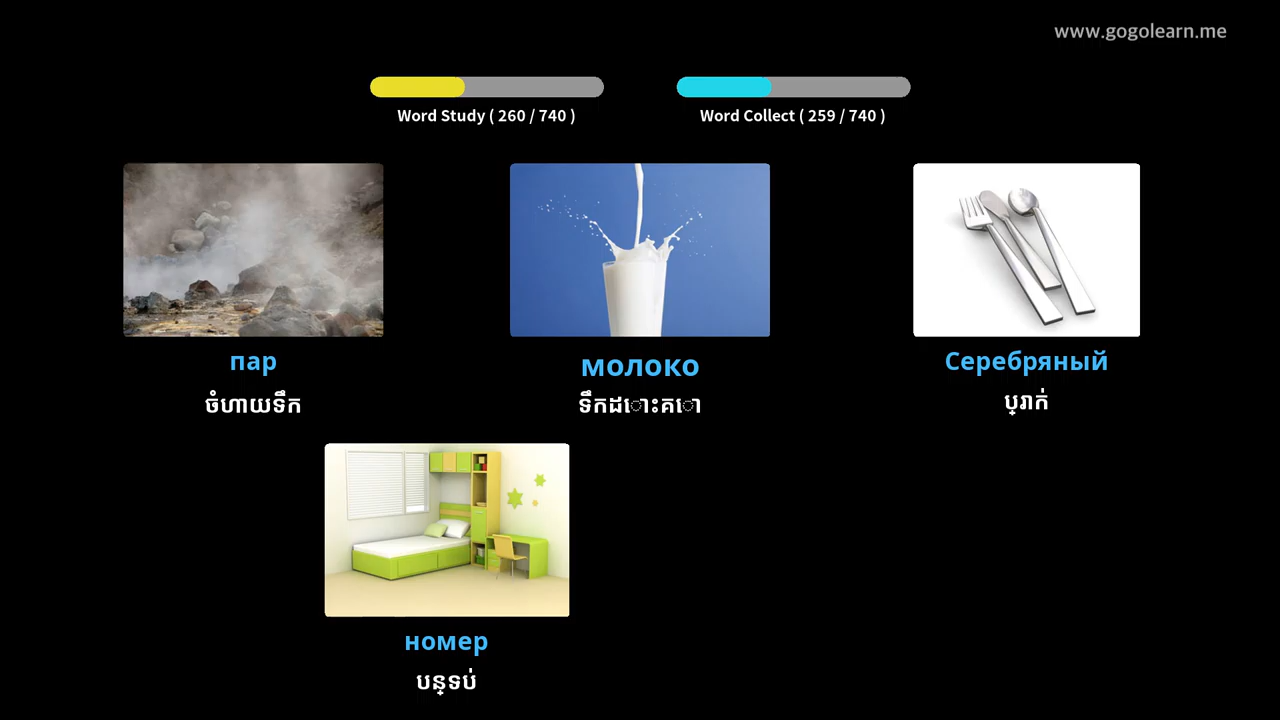 www.gogolearn.me
Word Study ( 260 / 740 )
Word Collect ( 259 / 740 )
пар
молоко
Серебряный
ចំហាយទឹក
ទឹកដោះគោ
ប្រាក់
номер
បន្ទប់